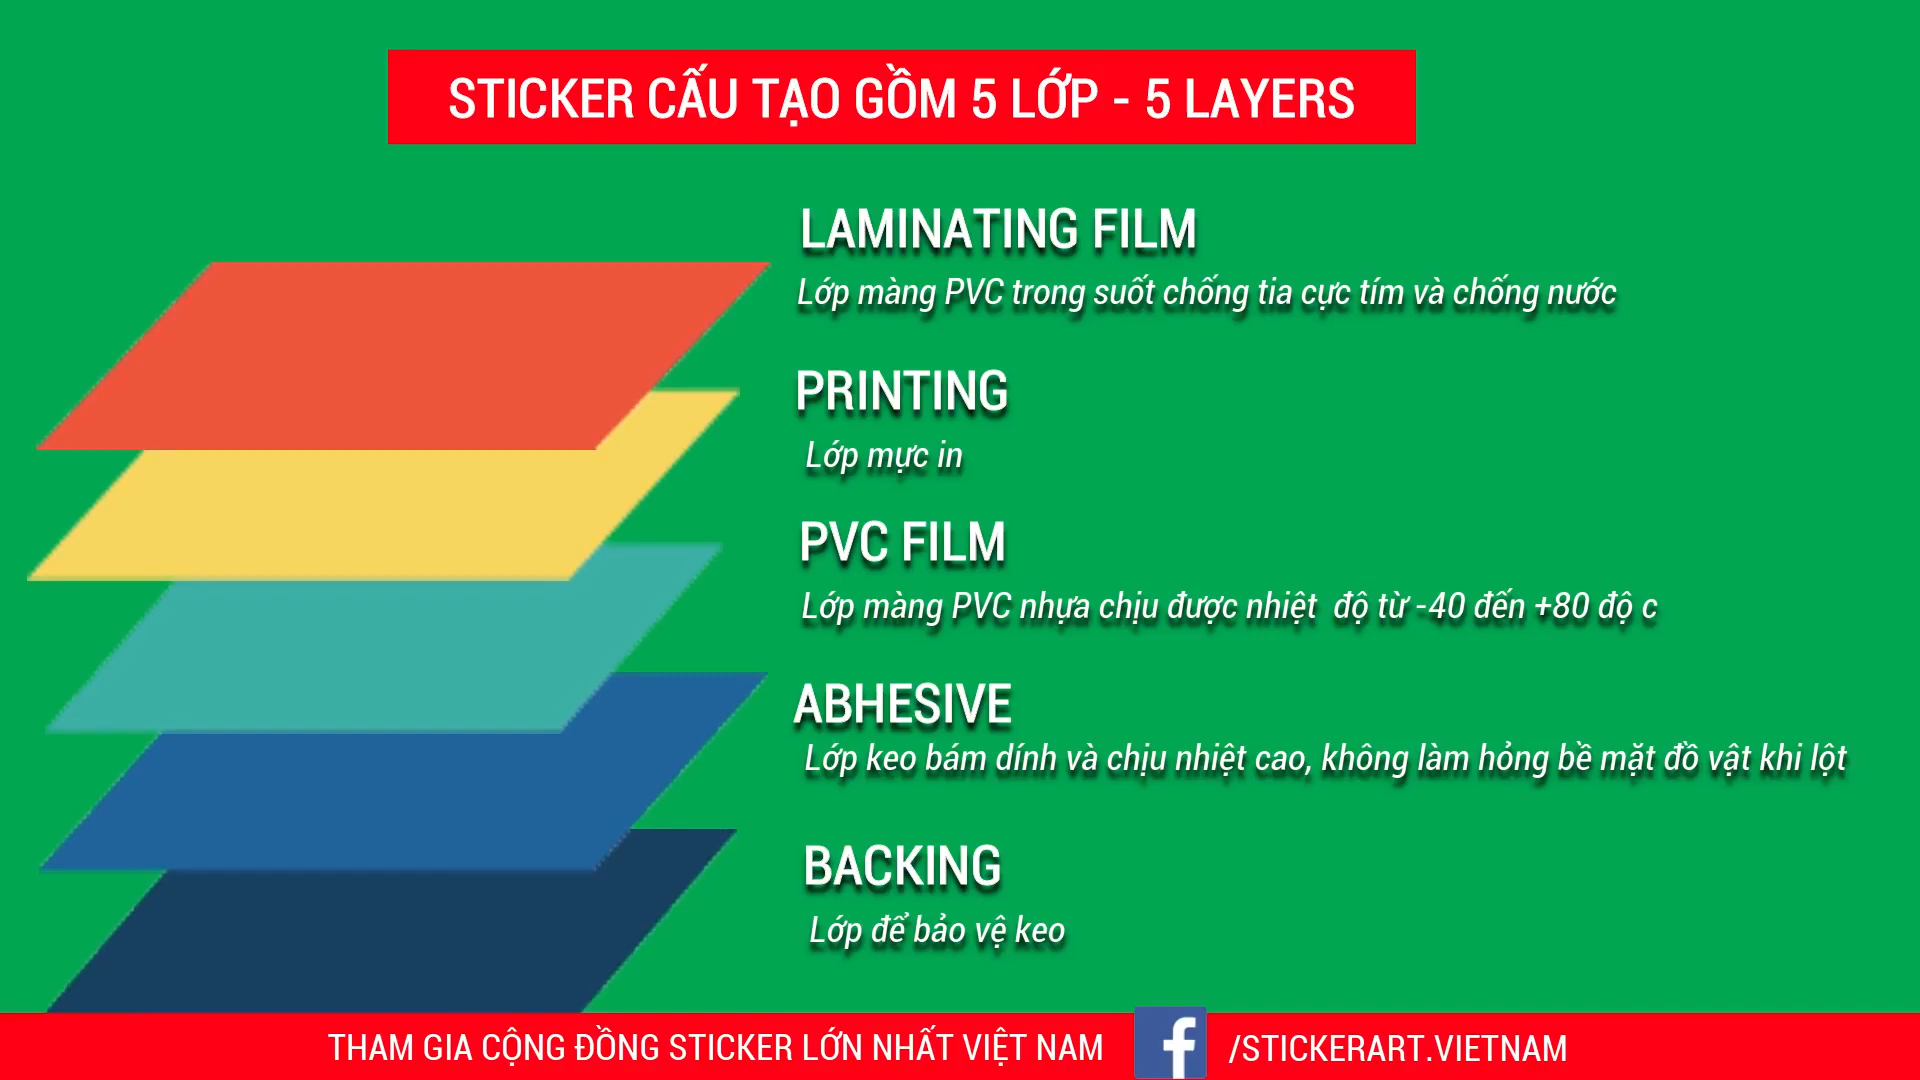 STICKER CẤU TẠO GỒM 5 LỚP - 5 LAYERS
LAMINATING FILM
Lớp màng PVC trong suốt chống tia cực tím và chống nước
PRINTING
Lớp mực in
PVC FILM
Lớp màng PVC nhựa chịu được nhiệt độ từ -40 đến +80 độ c
ABHESIVE
Lớp keo bám dính và chịu nhiệt cao, không làm hỏng bề mặt đồ vật khi lột
BACKING
Lớp để bảo vệ keo
THAM GIA CỘNG ĐỒNG STICKER LỚN NHẤT VIỆT NAM f /STICKERART.VIETNAM